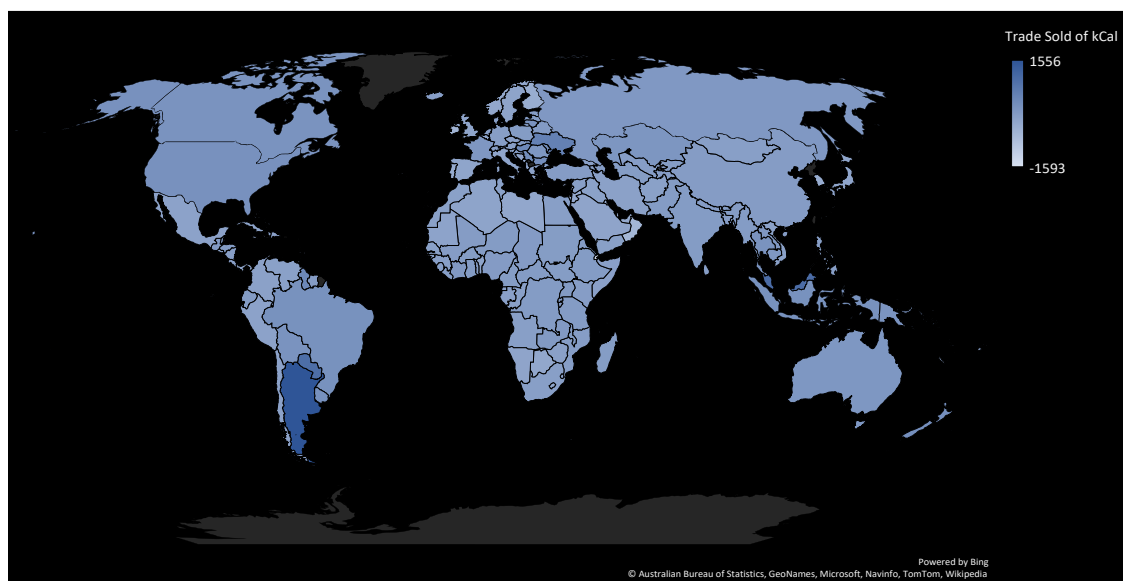 Trade Sold of kCal
1556
-1593
Powered by Bing
© Australian Bureau of Statistics, GeoNames, Microsoft, Navinfo, TomTom, Wikipedia